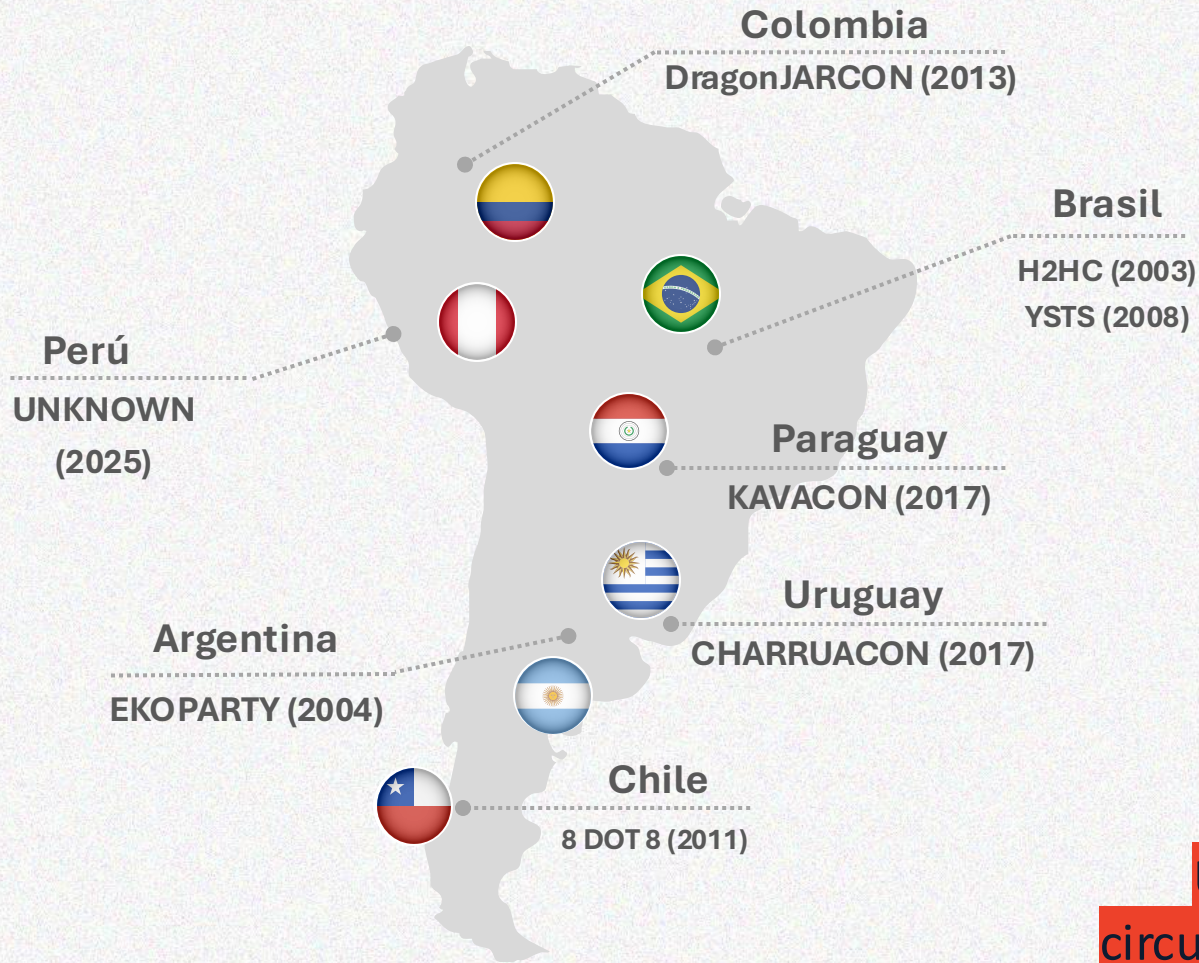 Colombia
DragonJARCON (2013)
Brasil
H2HC (2003)
YSTS (2008)
Perú
UNKNOWN
(2025)
Paraguay
KAVACON (2017)
Uruguay
CHARRUACON (2017)
Argentina
EKOPARTY (2004)
Chile
8 DOT 8 (2011)